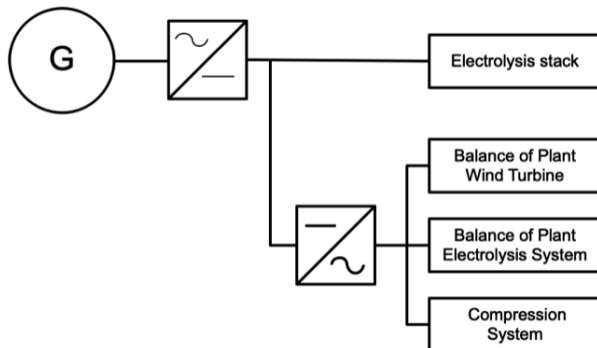 G
Electrolysis stack
Balance of Plant
Wind Turbine
Balance of Plant
Electrolysis System
Compression
System